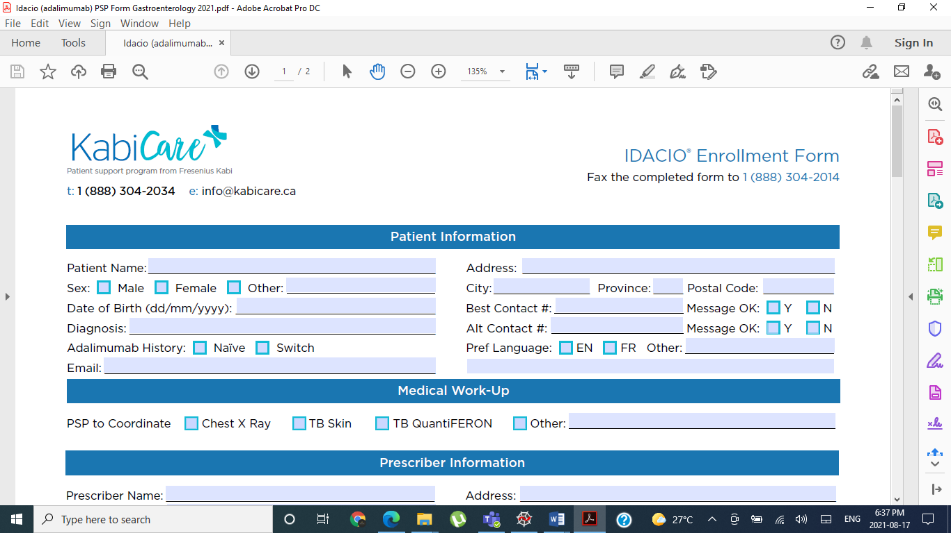 Idacio (adalimumab) PSP Form Gastroenterology 2021.pdf - Adobe Acrobat Pro DC
File Edit View Sign Window Help
Home Tools Idacio (adalimumab... × Sign In
1 / 2 135%
KabiCare
Patient support program from Fresenius Kabi
t: 1 (888) 304-2034 e: info@kabicare.ca
IDACIO® Enrollment Form
Fax the completed form to 1 (888) 304-2014
Patient Information
Patient Name: Address:
Sex: Male Female Other: City: Province: Postal Code:
Date of Birth (dd/mm/yyyy): Best Contact #: Message OK: Y N
Diagnosis: Alt Contact #: Message OK: Y N
Adalimumab History: Naïve Switch Pref Language: EN FR Other:
Email:
Medical Work-Up
PSP to Coordinate Chest X Ray TB Skin TB QuantiFERON Other:
Prescriber Information
Prescriber Name: Address:
Type here to search 27°C ENG 6:37 PM
2021-08-17